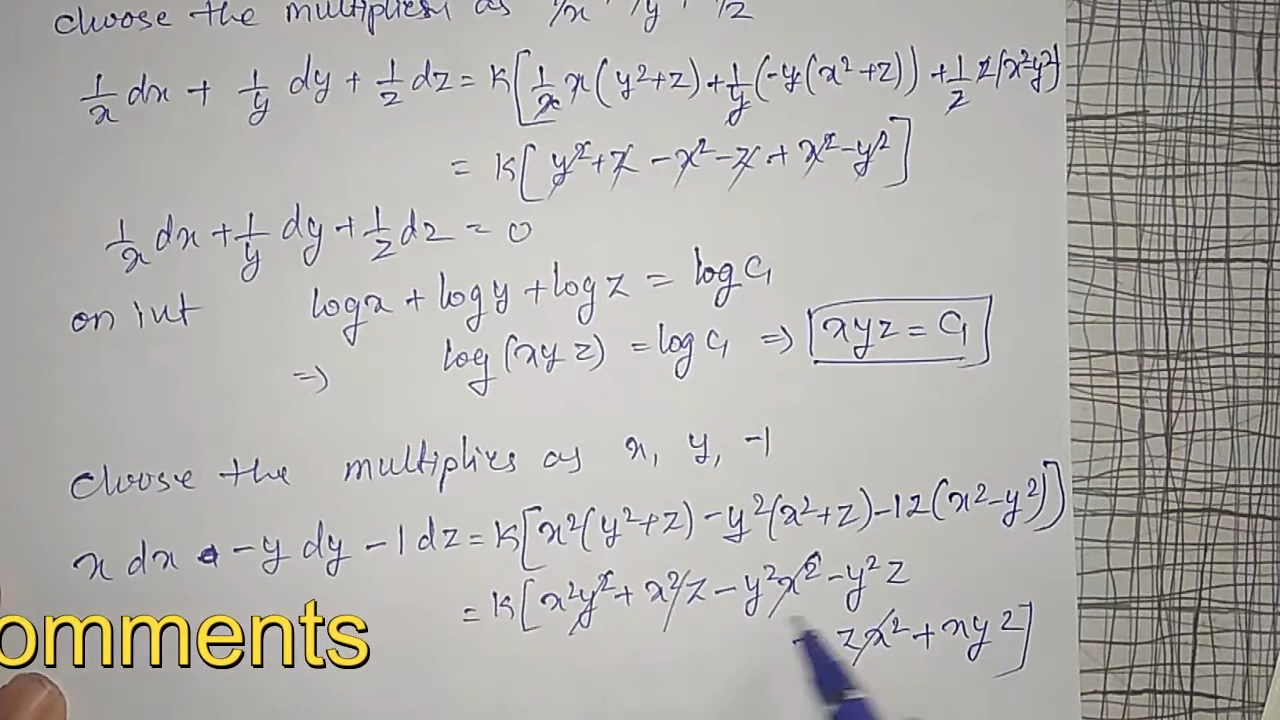 choose the multipliers as 1/x, 1/y, 1/z
1/x dx + 1/y dy + 1/z dz = K[1/x x(y²+z) + 1/y(-y(x²+z)) + 1/z z(x²-y²)
= K[y²+z - x² - z + x² - y²]
1/x dx + 1/y dy + 1/z dz = 0
on int log x + log y + log z = log C₁
=> log (xyz) = log C₁ => xyz = C₁
choose the multiplies as x, y, -1
x dx - y dy - 1 dz = K[x²(y²+z) - y²(x²+z) - 1z(x²-y²)]
= K[x²y² + x²z - y²x² - y²z
- zx² + xy²]
omments